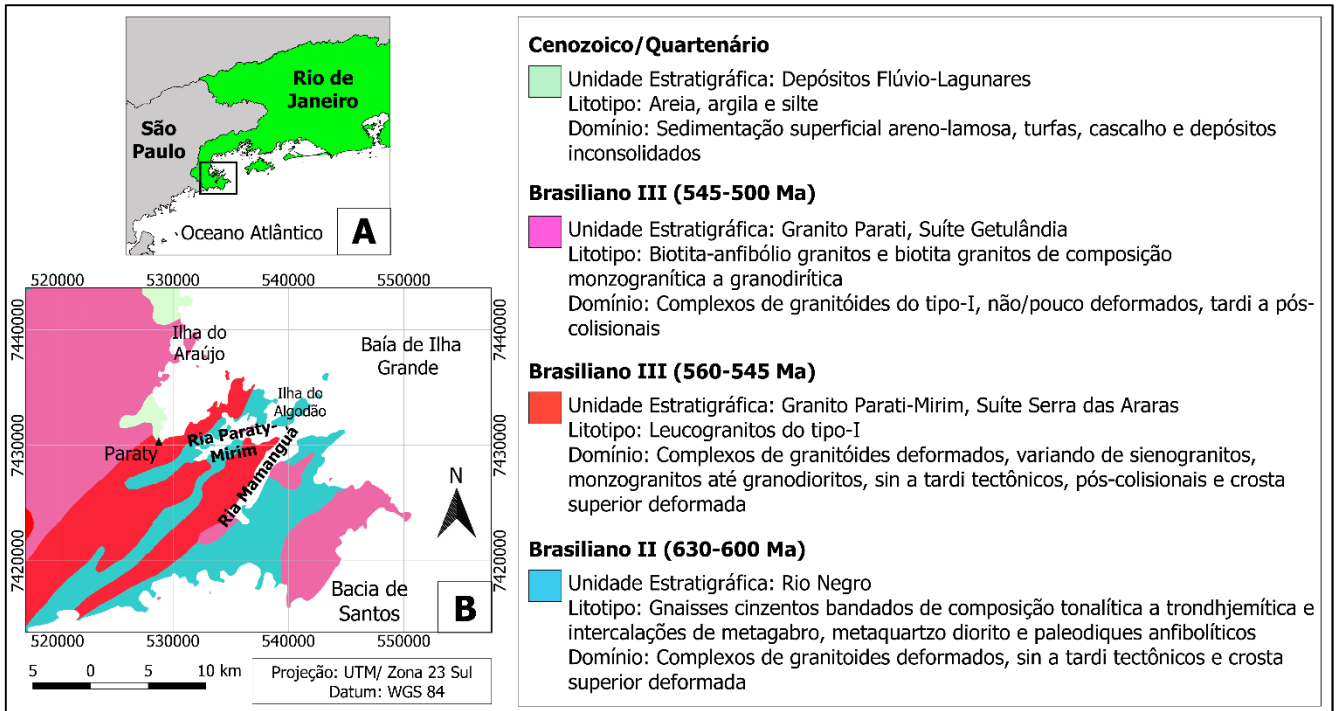 Rio de
Janeiro
São
Paulo
Oceano Atlântico
A
520000 530000 540000 550000
7440000
7440000
Ilha do
Araújo
Baía de Ilha
Grande
Ilha do
Algodão
7430000
7430000
Paraty
Ria Paraty-
Mirim
Ria Mamanguá
N
7420000
7420000
Bacia de
Santos
B
520000 530000 540000 550000
5 0 5 10 km
Projeção: UTM/ Zona 23 Sul
Datum: WGS 84
Cenozoico/Quartenário
Unidade Estratigráfica: Depósitos Flúvio-Lagunares
Litotipo: Areia, argila e silte
Domínio: Sedimentação superficial areno-lamosa, turfas, cascalho e depósitos
inconsolidados
Brasiliano III (545-500 Ma)
Unidade Estratigráfica: Granito Parati, Suíte Getulândia
Litotipo: Biotita-anfibólio granitos e biotita granitos de composição
monzogranítica a granodirítica
Domínio: Complexos de granitóides do tipo-I, não/pouco deformados, tardi a pós-
colisionais
Brasiliano III (560-545 Ma)
Unidade Estratigráfica: Granito Parati-Mirim, Suíte Serra das Araras
Litotipo: Leucogranitos do tipo-I
Domínio: Complexos de granitóides deformados, variando de sienogranitos,
monzogranitos até granodioritos, sin a tardi tectônicos, pós-colisionais e crosta
superior deformada
Brasiliano II (630-600 Ma)
Unidade Estratigráfica: Rio Negro
Litotipo: Gnaisses cinzentos bandados de composição tonalítica a trondhjemítica e
intercalações de metagabro, metaquartzo diorito e paleodiques anfibolíticos
Domínio: Complexos de granitoides deformados, sin a tardi tectônicos e crosta
superior deformada